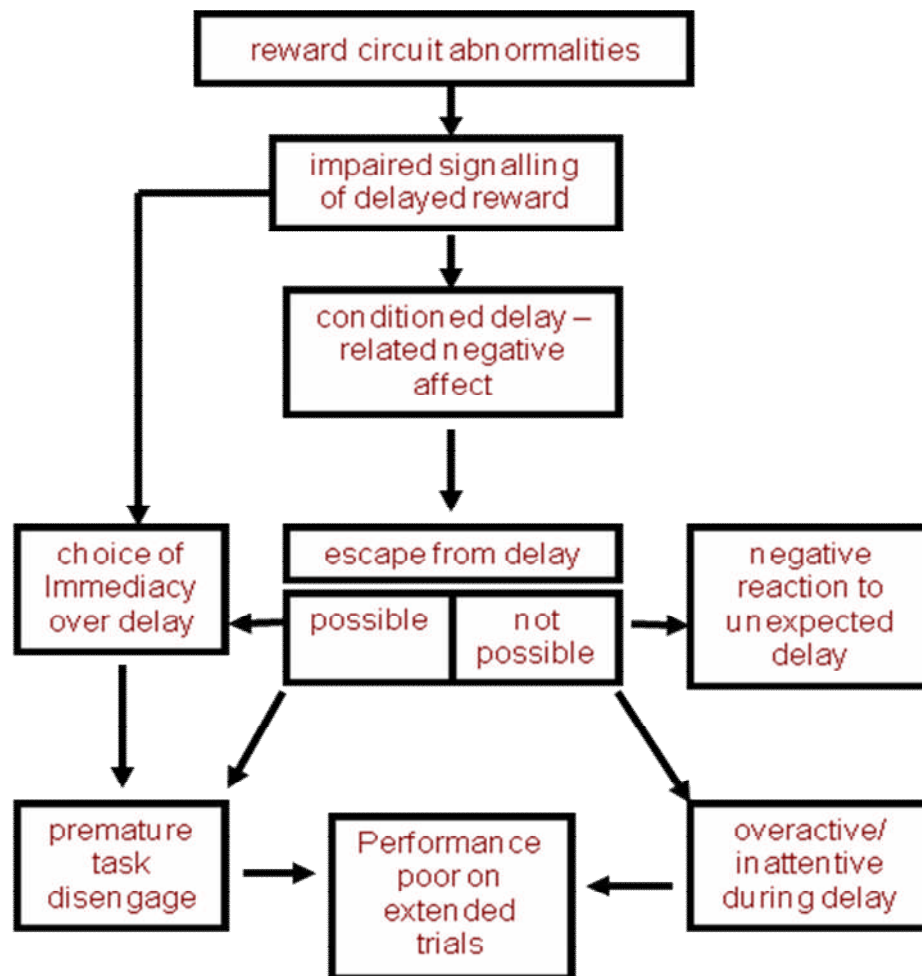 reward circuit abnormalities
impaired signalling
of delayed reward
conditioned delay –
related negative
affect
choice of
Immediacy
over delay
escape from delay
possible
not
possible
negative
reaction to
unexpected
delay
premature
task
disengage
Performance
poor on
extended
trials
overactive/
inattentive
during delay